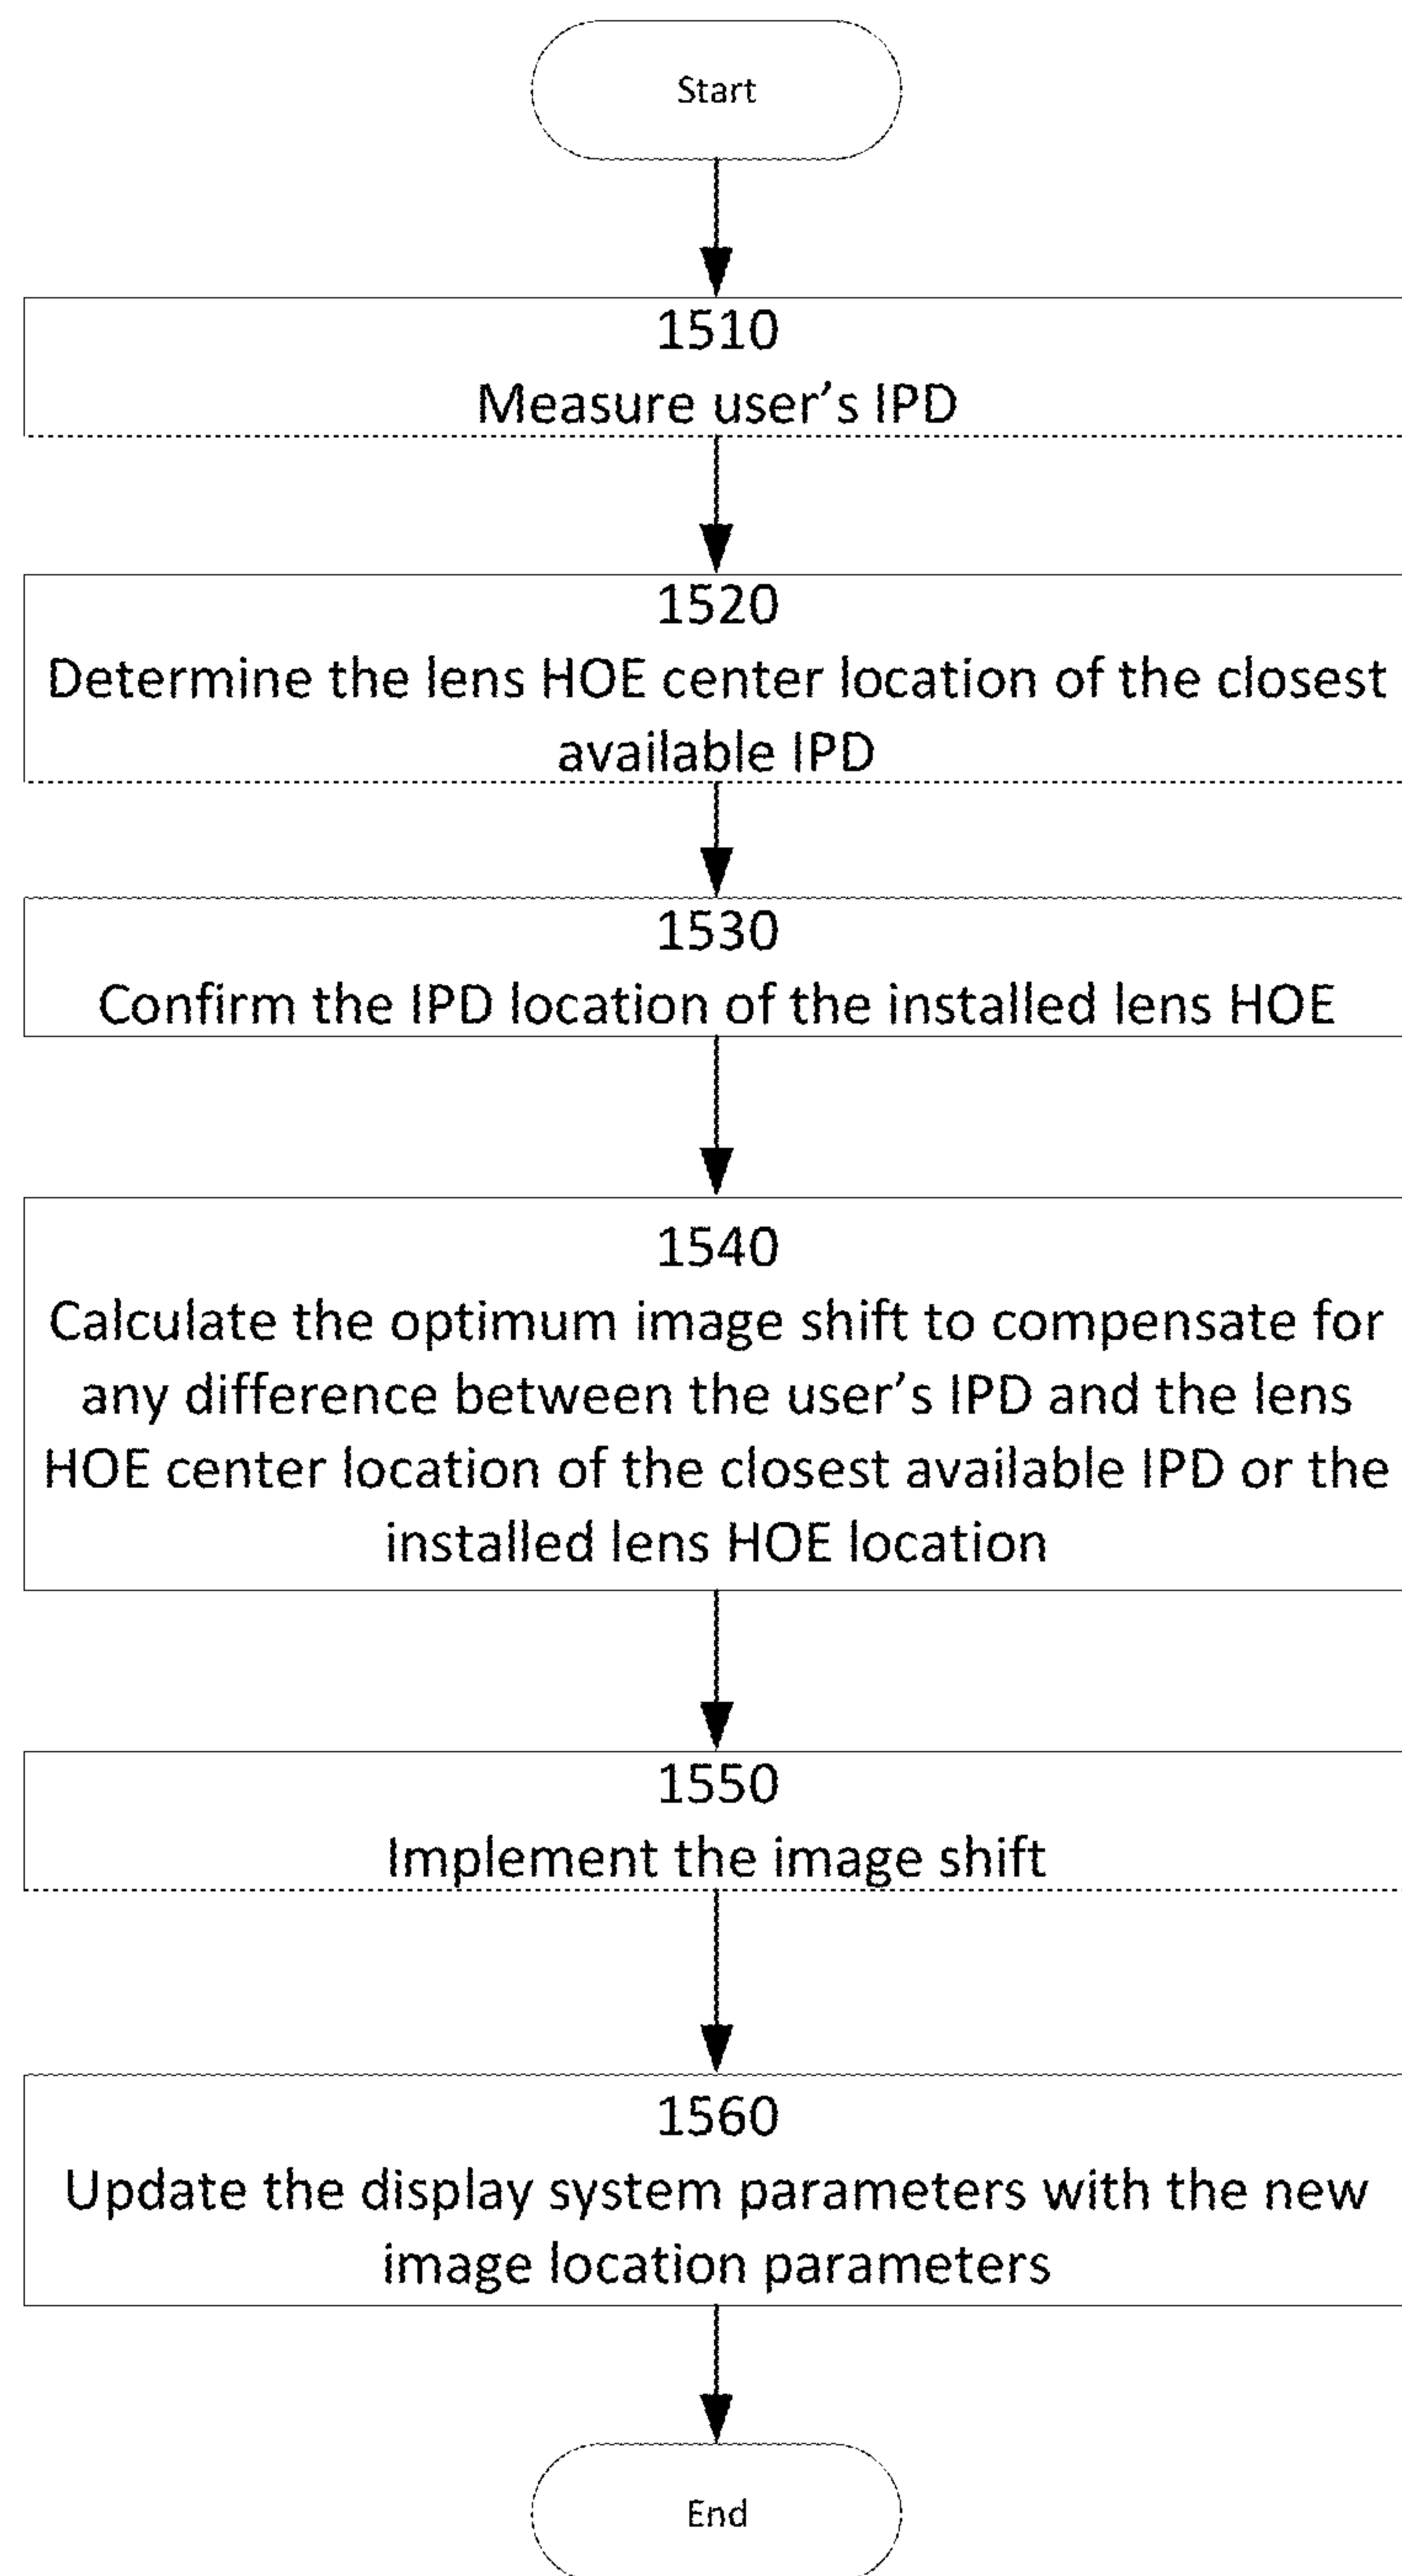 Start
1510
Measure user’s IPD
1520
Determine the lens HOE center location of the closest
available IPD
1530
Confirm the IPD location of the installed lens HOE
1540
Calculate the optimum image shift to compensate for
any difference between the user’s IPD and the lens
HOE center location of the closest available IPD or the
installed lens HOE location
1550
Implement the image shift
1560
Update the display system parameters with the new
image location parameters
End